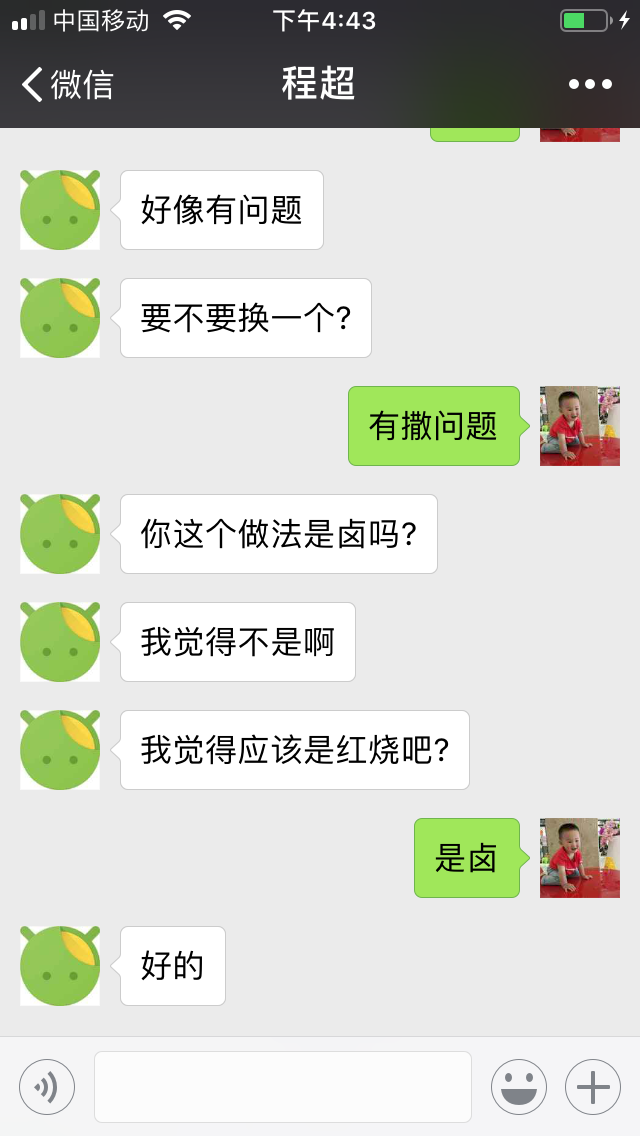 中国移动
下午4:43
微信
程超
好像有问题
要不要换一个?
有撒问题
你这个做法是卤吗?
我觉得不是啊
我觉得应该是红烧吧?
是卤
好的